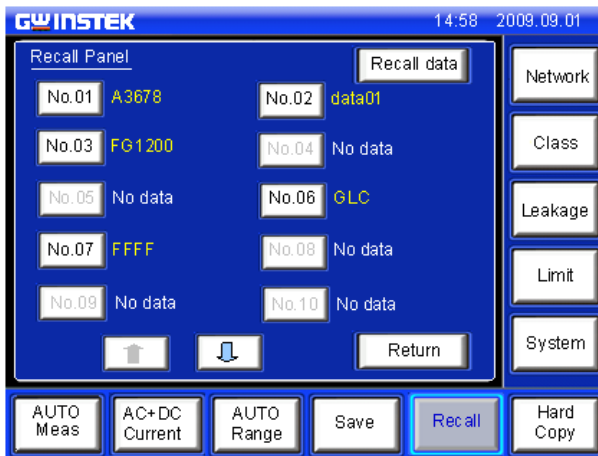 GWINSTEK 14:58 2009.09.01
Recall Panel Recall data
No.01 A3678 No.02 data01
No.03 FG1200 No.04 No data
No.05 No data No.06 GLC
No.07 FFFF No.08 No data
No.09 No data No.10 No data
Return
Network
Class
Leakage
Limit
System
AUTO Meas
AC+DC Current
AUTO Range
Save
Recall
Hard Copy